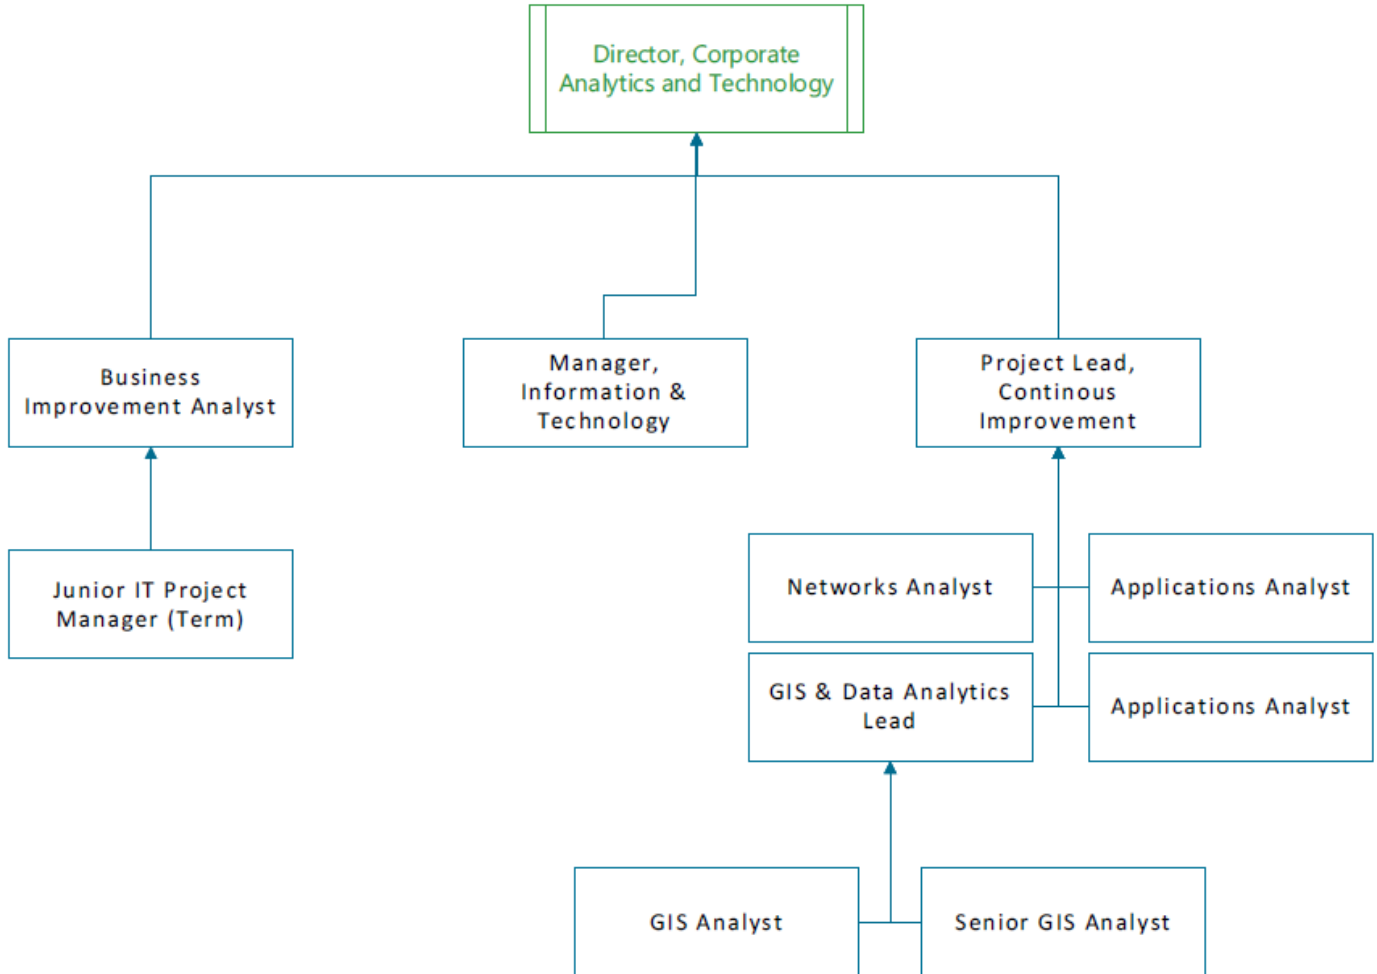 Director, Corporate
Analytics and Technology
Business
Improvement Analyst
Manager,
Information &
Technology
Project Lead,
Continous
Improvement
Junior IT Project
Manager (Term)
Networks Analyst
Applications Analyst
GIS & Data Analytics
Lead
Applications Analyst
GIS Analyst
Senior GIS Analyst